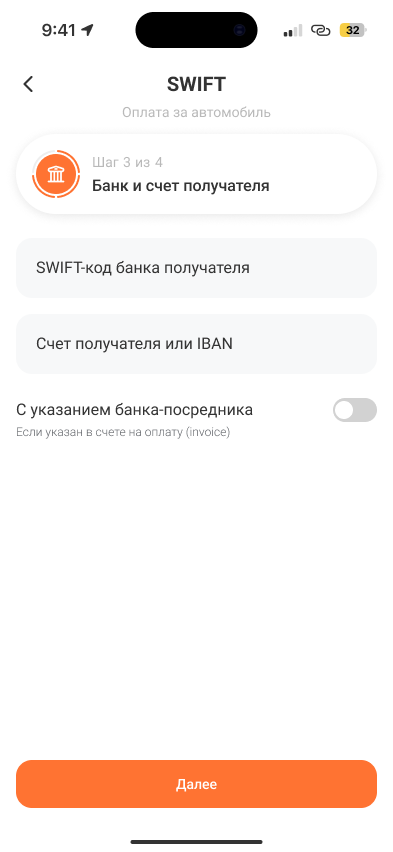 9:41
32
SWIFT
Оплата за автомобиль
Шаг 3 из 4
Банк и счет получателя
SWIFT-код банка получателя
Счет получателя или IBAN
С указанием банка-посредника
Если указан в счете на оплату (invoice)
Далее